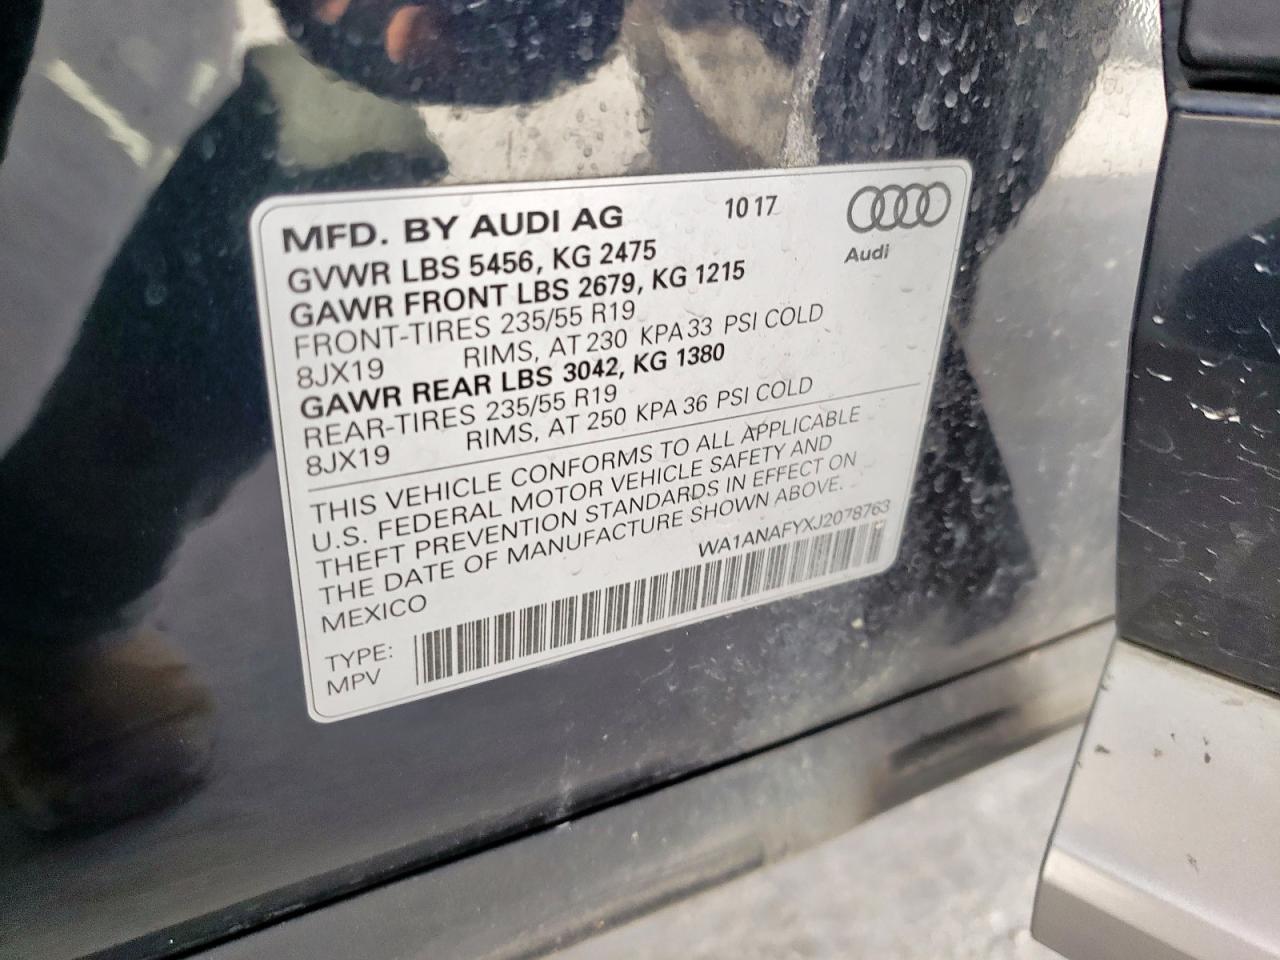 MFD. BY AUDI AG 10 17
Audi
GVWR LBS 5456, KG 2475
GAWR FRONT LBS 2679, KG 1215
FRONT-TIRES 235/55 R19
8JX19 RIMS, AT 230 KPA 33 PSI COLD
GAWR REAR LBS 3042, KG 1380
REAR-TIRES 235/55 R19
8JX19 RIMS, AT 250 KPA 36 PSI COLD
THIS VEHICLE CONFORMS TO ALL APPLICABLE
U.S. FEDERAL MOTOR VEHICLE SAFETY AND
THEFT PREVENTION STANDARDS IN EFFECT ON
THE DATE OF MANUFACTURE SHOWN ABOVE.
MEXICO WA1ANAFYXJ2078763
TYPE:
MPV